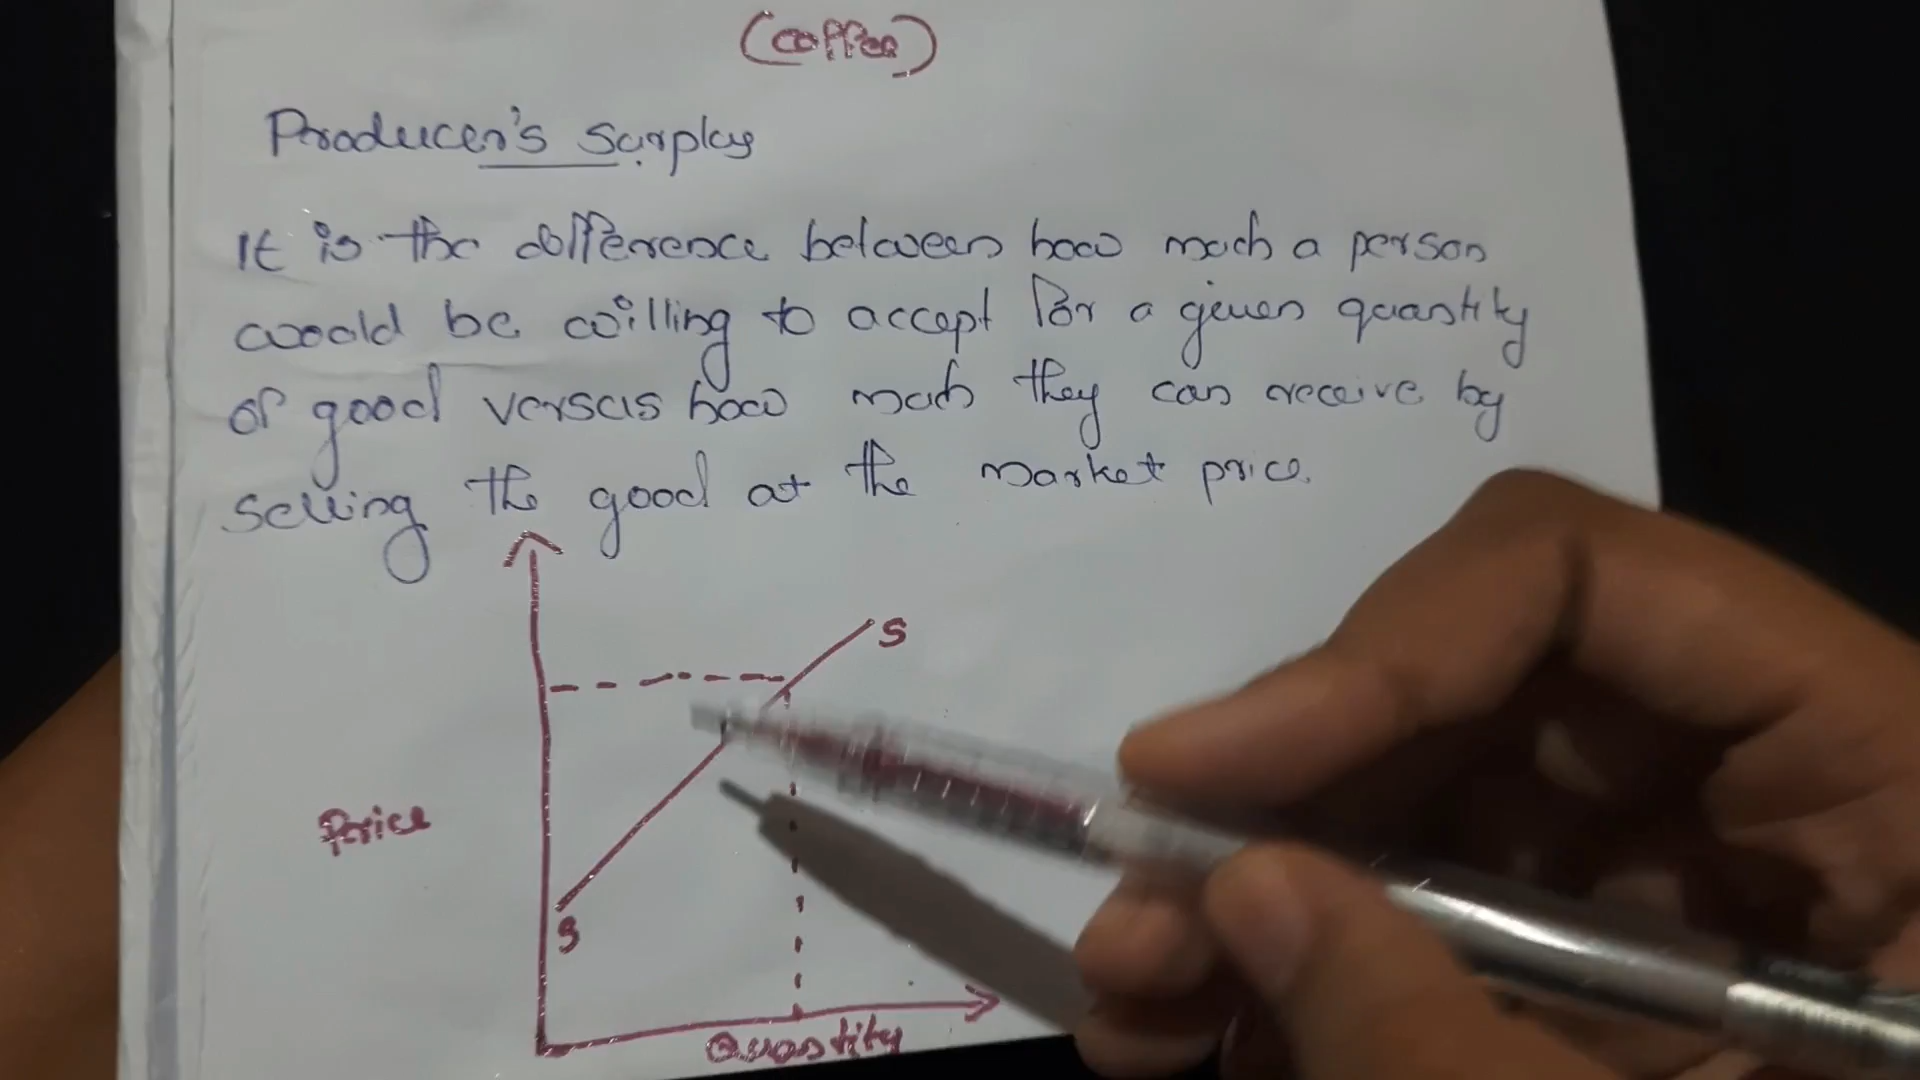 (coffee)
Producer's Surplus
It is the difference between how much a person
would be willing to accept for a given quantity
of good versus how much they can receive by
selling the good at the market price.
S
Price
S
Quantity